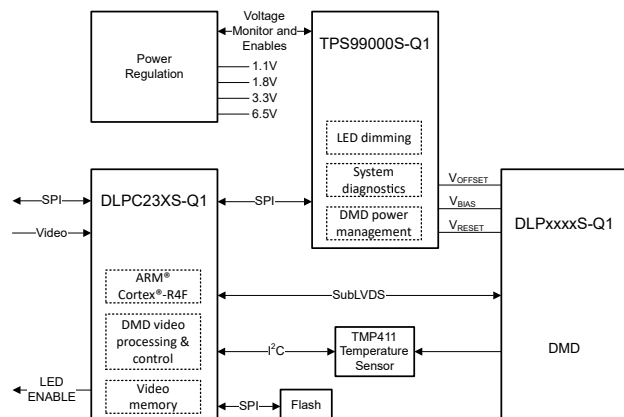 Voltage
Monitor and
Enables
TPS99000S-Q1
Power
Regulation
1.1V
1.8V
3.3V
6.5V
LED dimming
System
diagnostics
DMD power
management
VOFFSET
VBIAS
VRESET
DLPxxxxS-Q1
DMD
SPI
Video
DLPC23XS-Q1
SPI
ARM®
Cortex®-R4F
DMD video
processing &
control
Video
memory
LED
ENABLE
SubLVDS
I²C
TMP411
Temperature
Sensor
SPI
Flash